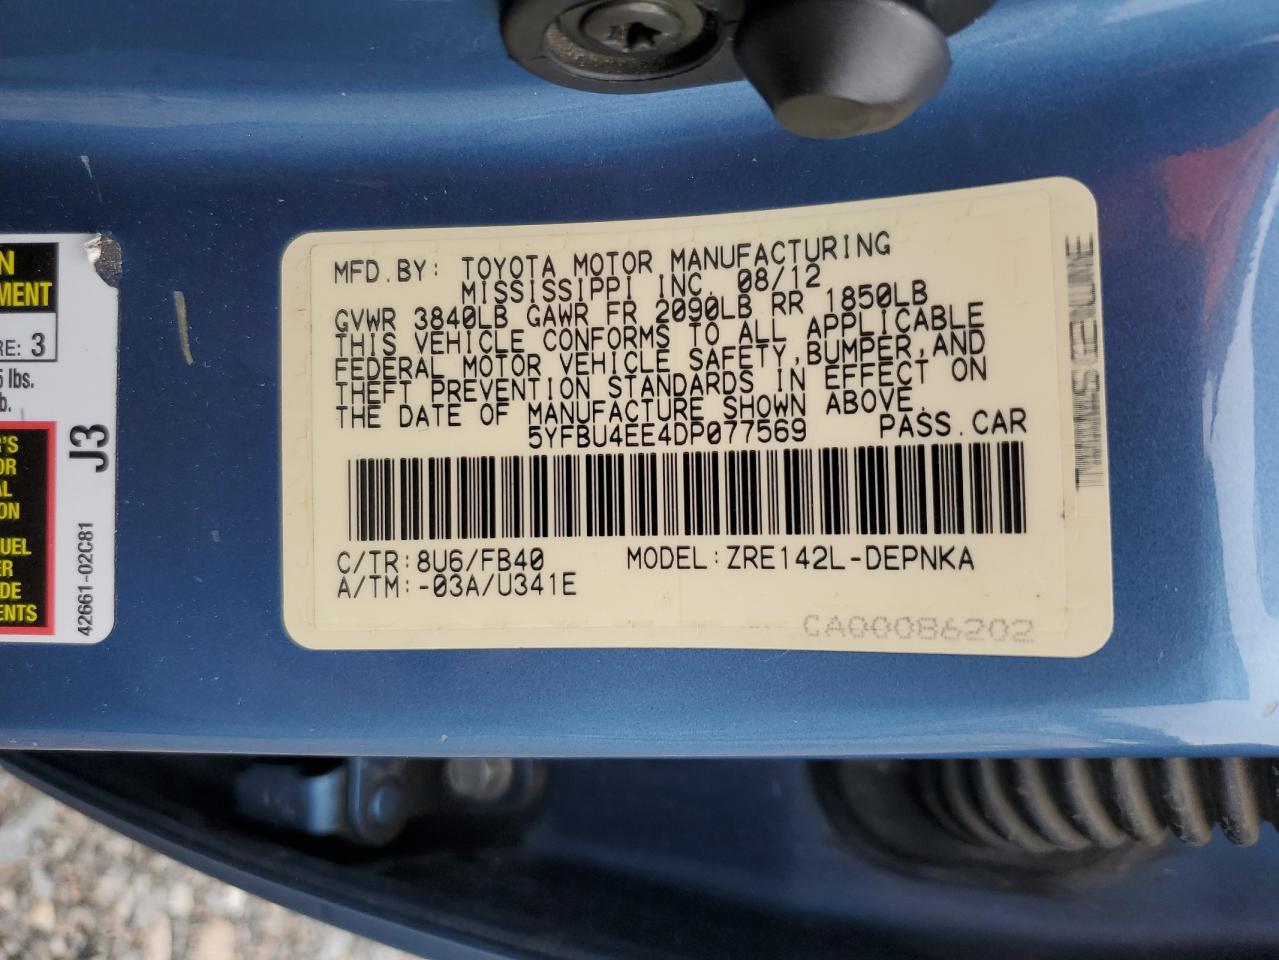 MFD.BY: TOYOTA MOTOR MANUFACTURING
MISSISSIPPI INC. 08/12
GVWR 3840LB GAWR FR 2090LB RR 1850LB
THIS VEHICLE CONFORMS TO ALL APPLICABLE
FEDERAL MOTOR VEHICLE SAFETY,BUMPER,AND
THEFT PREVENTION STANDARDS IN EFFECT ON
THE DATE OF MANUFACTURE SHOWN ABOVE.
5YFBU4EE4DP077569 PASS.CAR
C/TR:8U6/FB40 MODEL:ZRE142L-DEPNKA
A/TM:-03A/U341E
CA00086202
MENT
RE: 3
lbs.
J3
42661-02C81